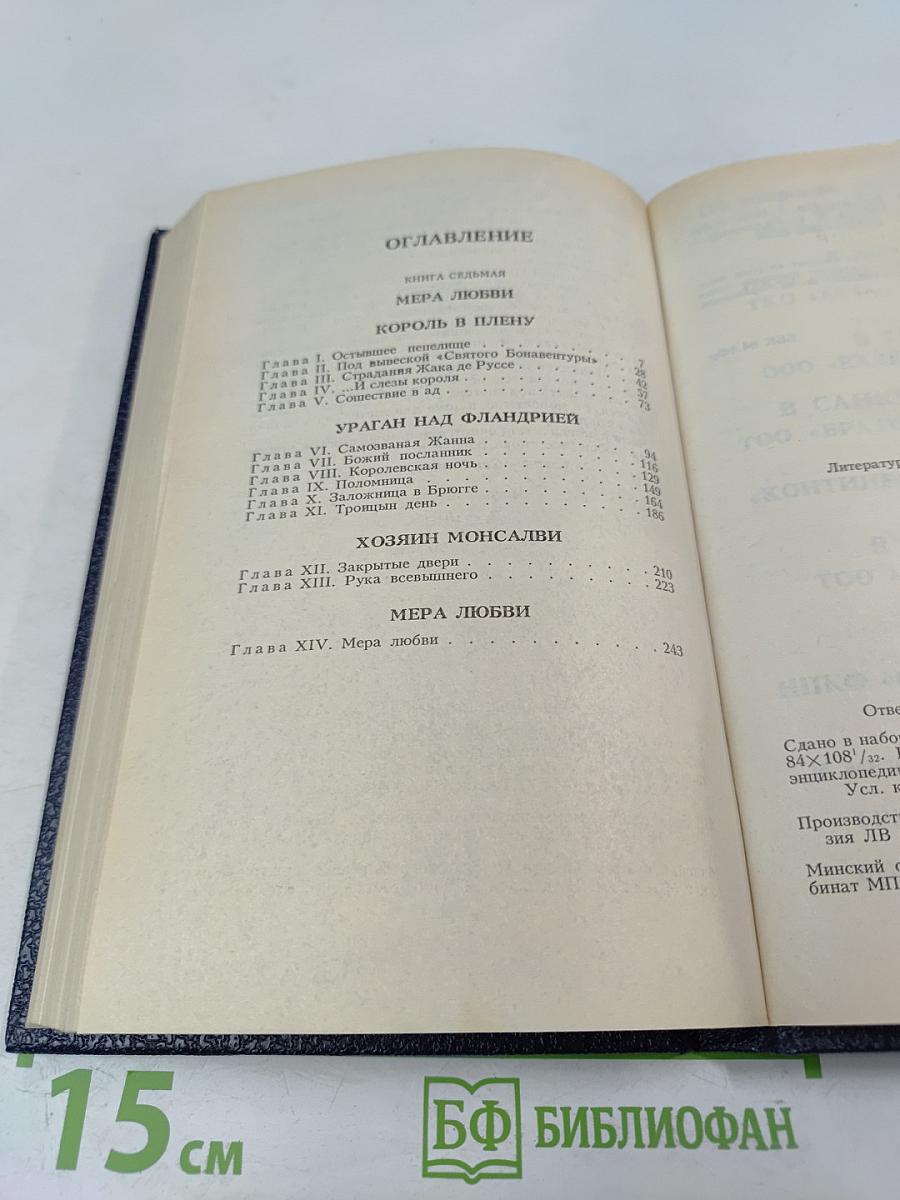 ОГЛАВЛЕНИЕ
КНИГА СЕДЬМАЯ
МЕРА ЛЮБВИ
КОРОЛЬ В ПЛЕНУ
Глава I. Остывшее пепелище . . . . . . . . 7
Глава II. Под вывеской «Святого Бонавентуры» . 28
Глава III. Страдания Жака де Руссе . . . . . . 42
Глава IV. ...И слезы короля . . . . . . . . 57
Глава V. Сошествие в ад . . . . . . . . . 73
УРАГАН НАД ФЛАНДРИЕЙ
Глава VI. Самозваная Жанна . . . . . . . . 94
Глава VII. Божий посланник . . . . . . . . 116
Глава VIII. Королевская ночь . . . . . . . . 129
Глава IX. Поломница . . . . . . . . . . 149
Глава X. Заложница в Брюгге . . . . . . . . 164
Глава XI. Троицын день . . . . . . . . . 186
ХОЗЯИН МОНСАЛВИ
Глава XII. Закрытые двери . . . . . . . . . 210
Глава XIII. Рука всевышнего . . . . . . . . 223
МЕРА ЛЮБВИ
Глава XIV. Мера любви . . . . . . . . . . 243
Литератур
Отве
Сдано в набо
84×108¹/₃₂.
энциклопедич
Усл. к
Производст
зия ЛВ
Минский
бинат МП
15 см
БФ БИБЛИОФАН